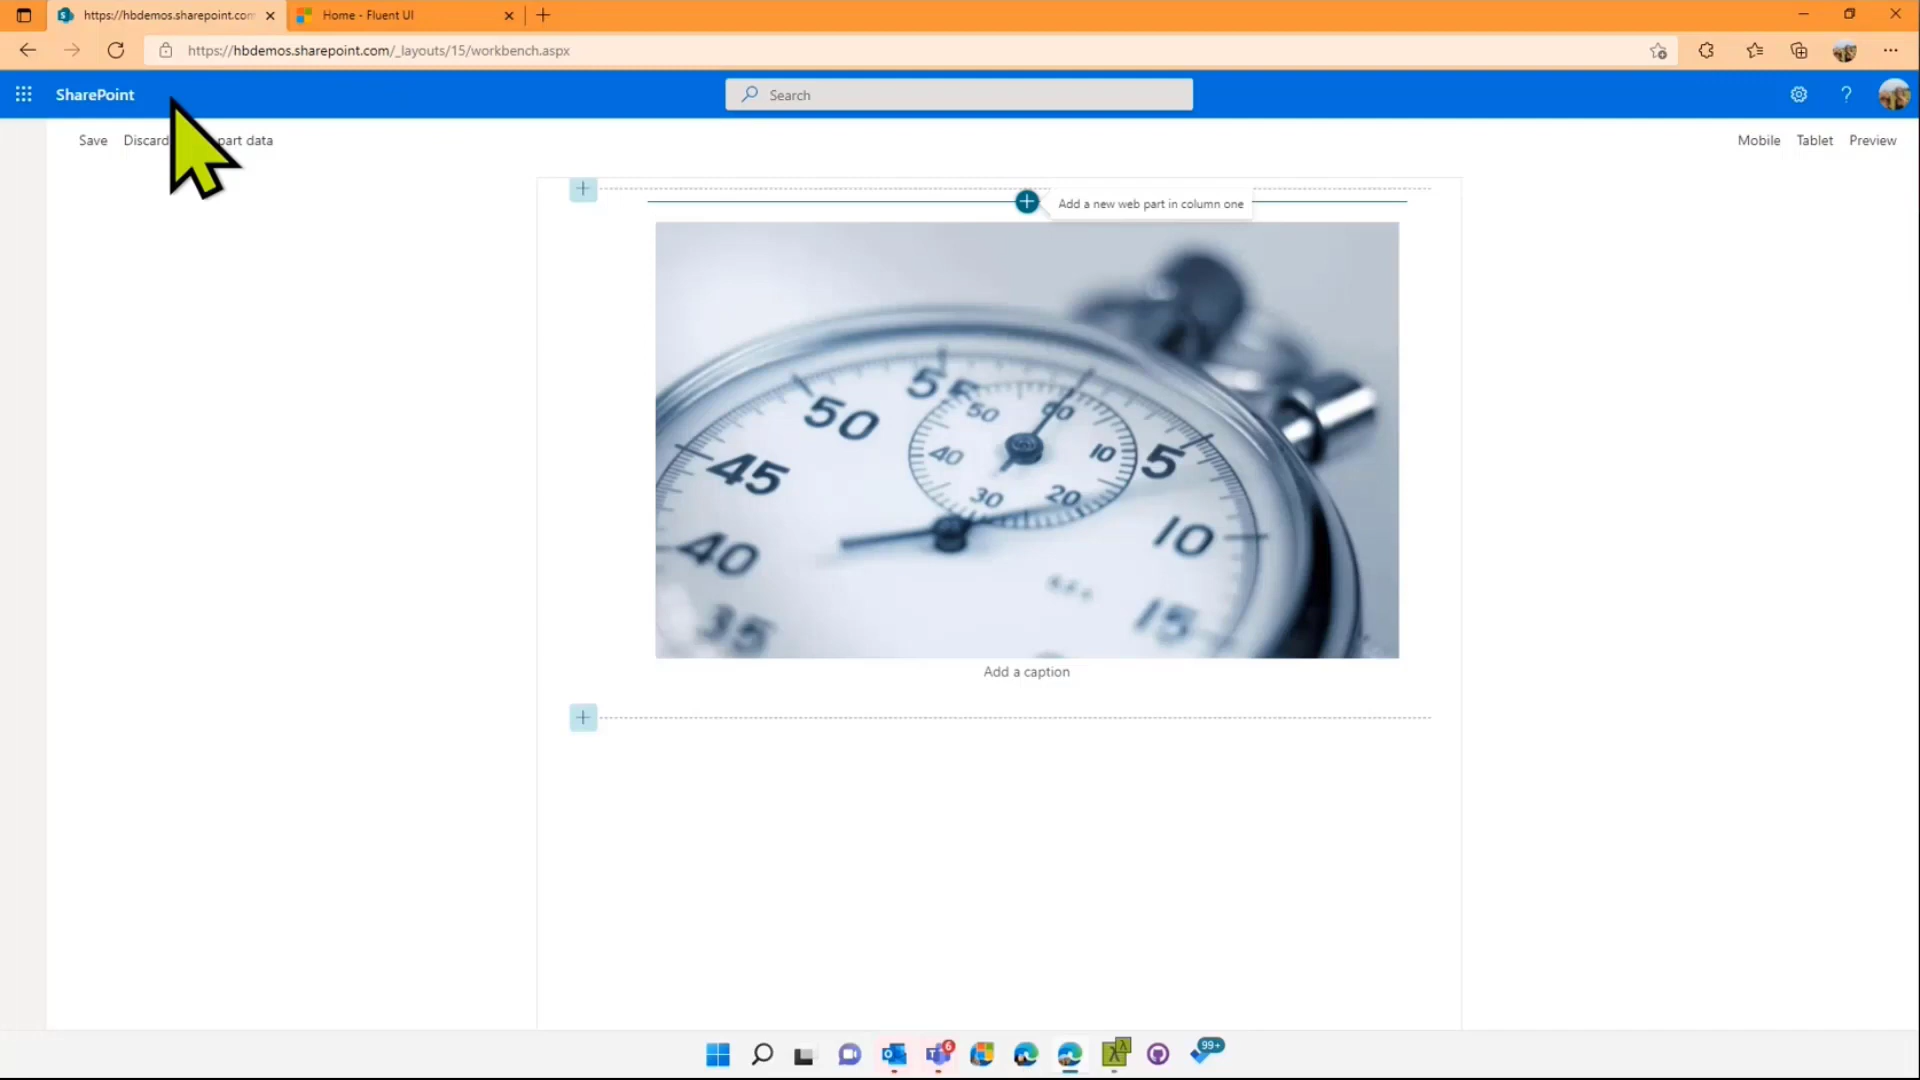 https://hbdemos.sharepoint.com
Home - Fluent UI
https://hbdemos.sharepoint.com/_layouts/15/workbench.aspx
SharePoint
Search
?
Save
Discard
part data
Mobile
Tablet
Preview
Add a new web part in column one
55
5
50
45
40
35
10
15
50
60
40
10
30
20
Add a caption
6
99+